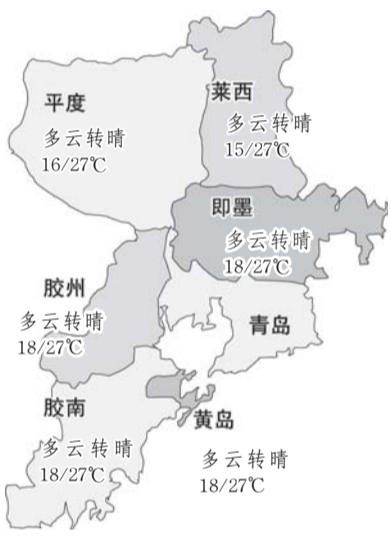 平度
多云转晴
16/27℃
莱西
多云转晴
15/27℃
即墨
多云转晴
18/27℃
胶州
多云转晴
18/27℃
青岛
胶南
多云转晴
18/27℃
黄岛
多云转晴
18/27℃